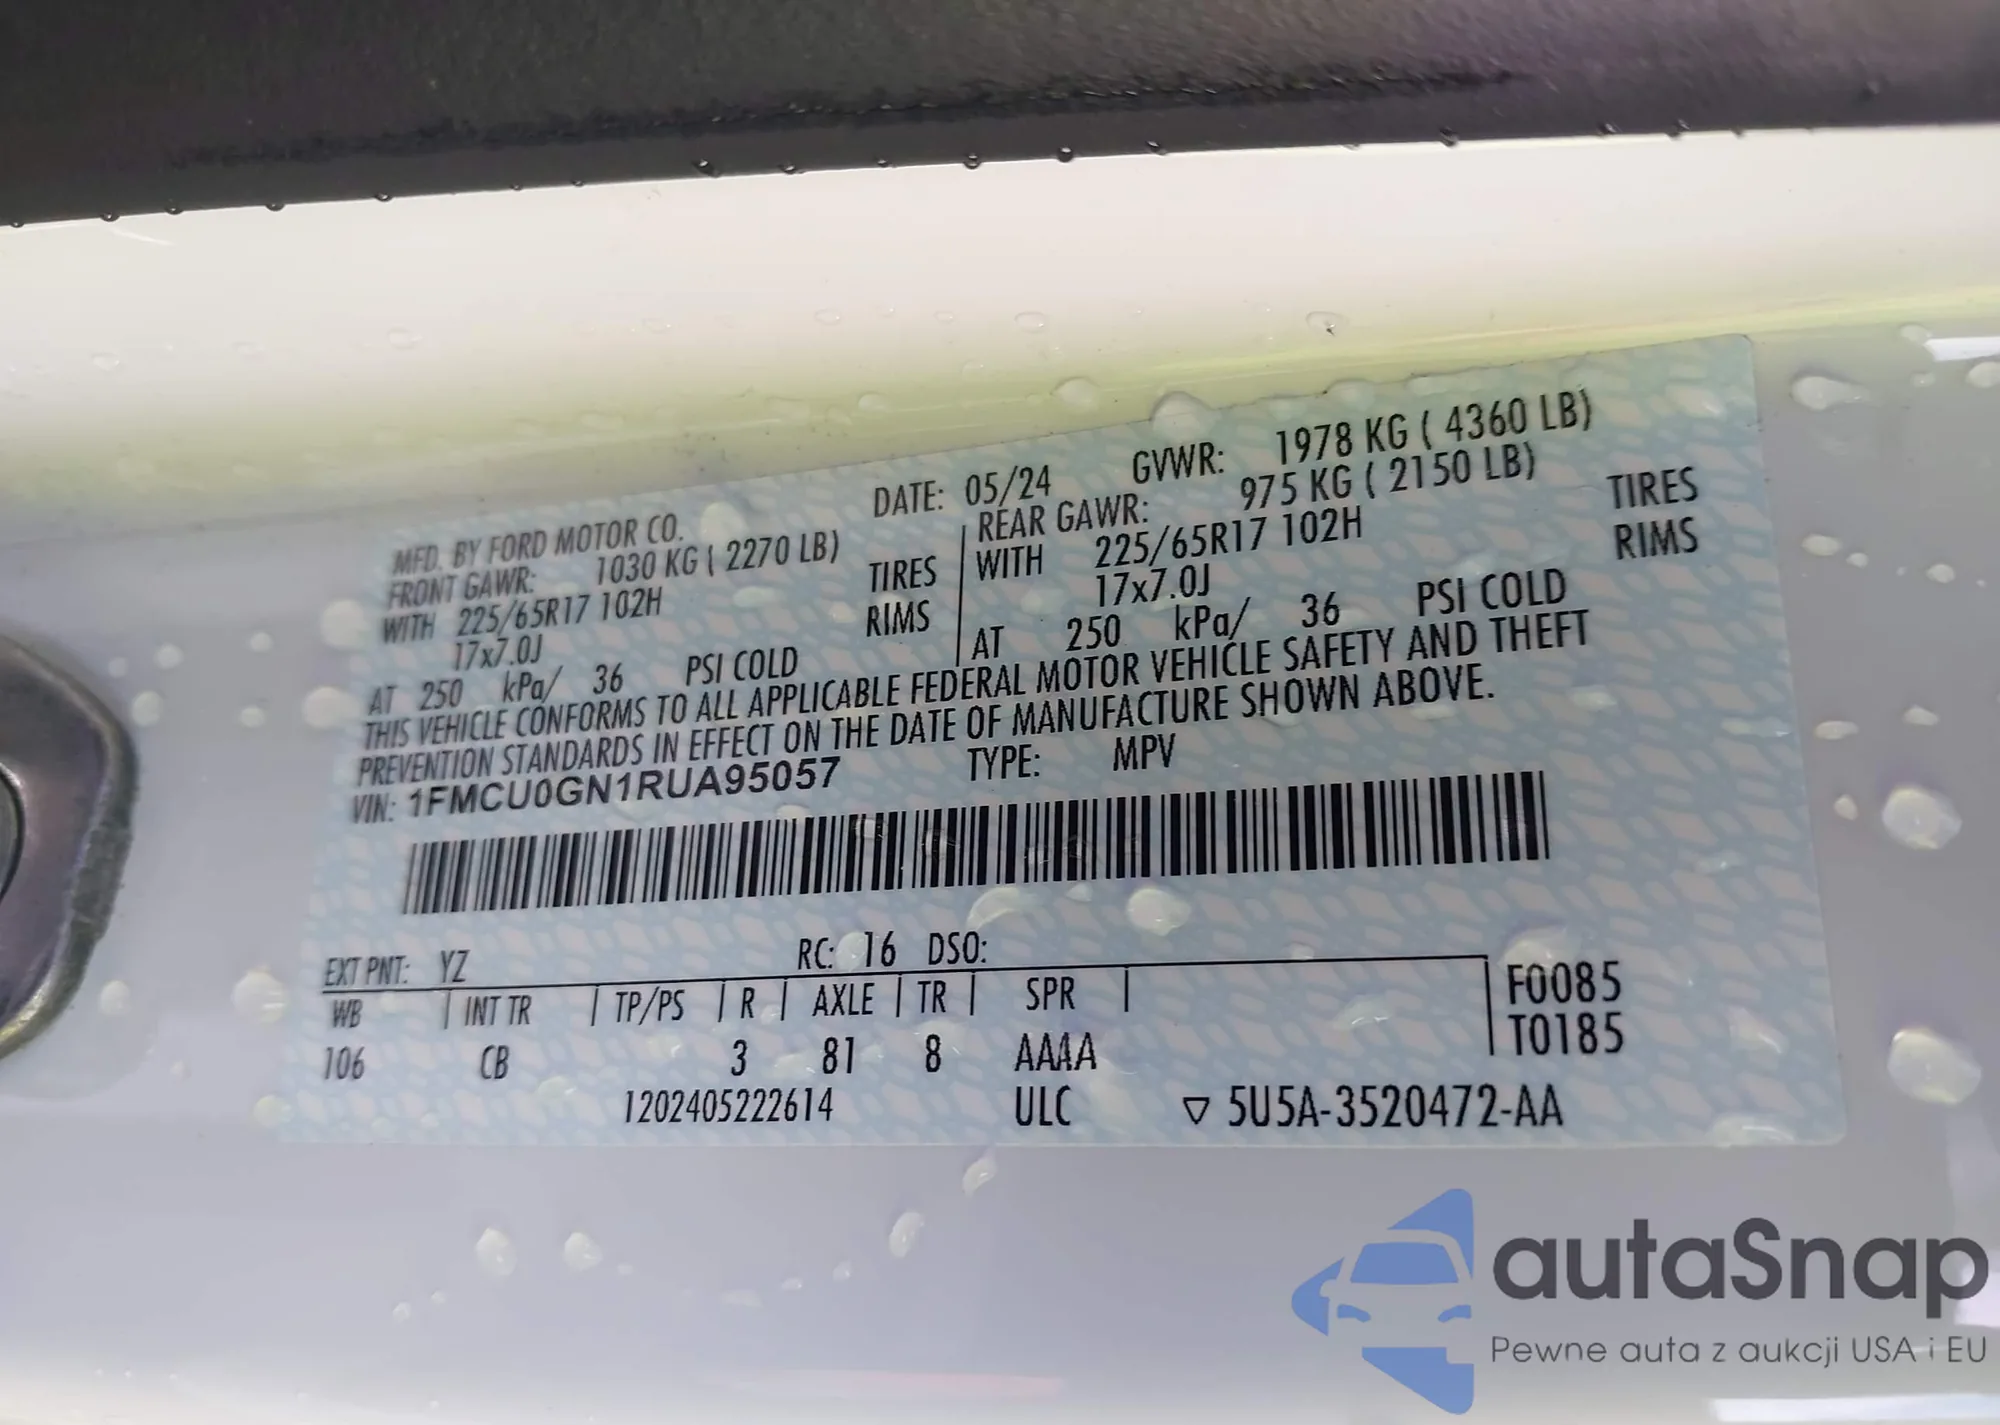 MFD. BY FORD MOTOR CO. DATE: 05/24 GVWR: 1978 KG ( 4360 LB)
FRONT GAWR: 1030 KG ( 2270 LB) REAR GAWR: 975 KG ( 2150 LB)
WITH 225/65R17 102H TIRES WITH 225/65R17 102H TIRES
17x7.0J RIMS 17x7.0J RIMS
AT 250 kPa/ 36 PSI COLD AT 250 kPa/ 36 PSI COLD
THIS VEHICLE CONFORMS TO ALL APPLICABLE FEDERAL MOTOR VEHICLE SAFETY AND THEFT
PREVENTION STANDARDS IN EFFECT ON THE DATE OF MANUFACTURE SHOWN ABOVE.
VIN: 1FMCU0GN1RUA95057 TYPE: MPV
EXT PNT: YZ RC: 16 DSO:
WB | INT TR | TP/PS | R | AXLE | TR | SPR | F0085
106 CB 3 81 8 AAAA T0185
1202405222614 ULC ▽ 5U5A-3520472-AA
autaSnap
Pewne auta z aukcji USA i EU